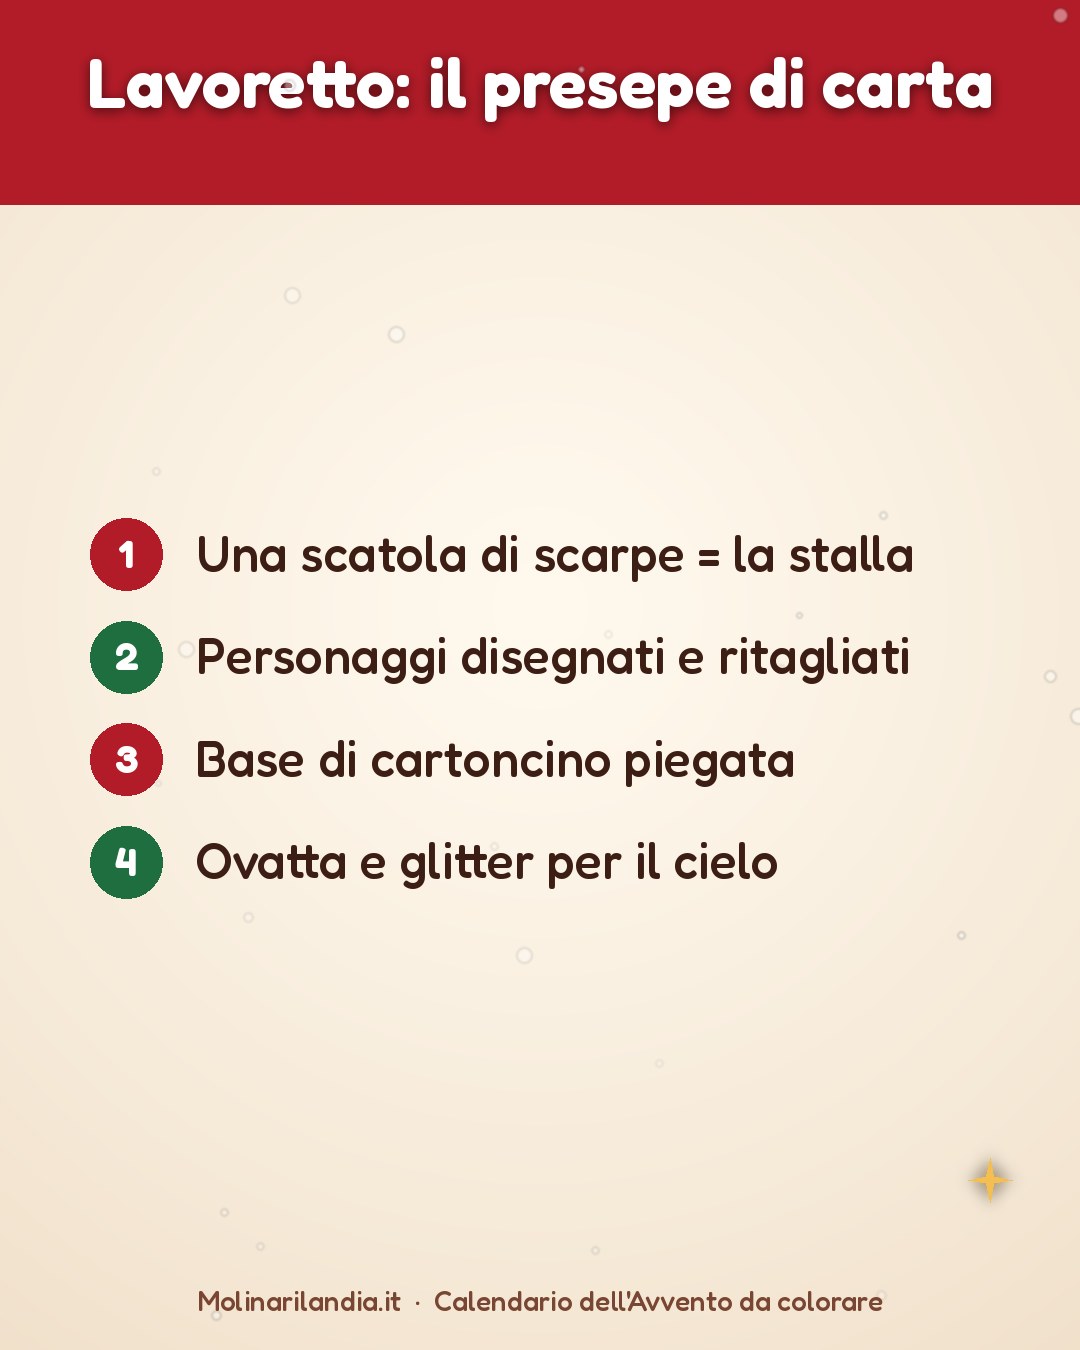 Lavoretto: il presepe di carta
1 Una scatola di scarpe = la stalla
2 Personaggi disegnati e ritagliati
3 Base di cartoncino piegata
4 Ovatta e glitter per il cielo
Molinarilandia.it · Calendario dell'Avvento da colorare